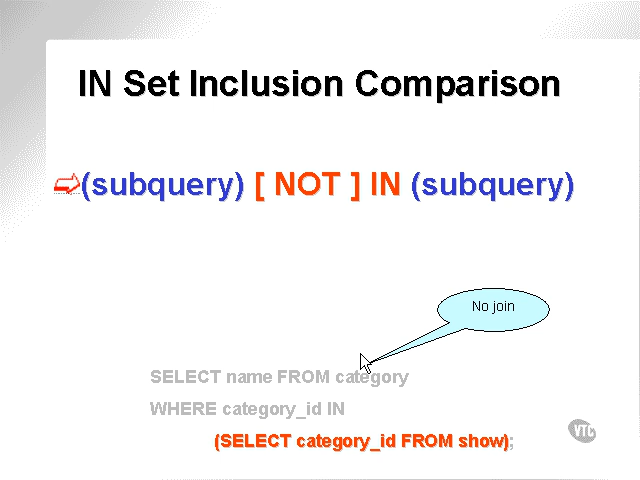 IN Set Inclusion Comparison
(subquery) [ NOT ] IN (subquery)
No join
SELECT name FROM category
WHERE category_id IN
(SELECT category_id FROM show);
VTC